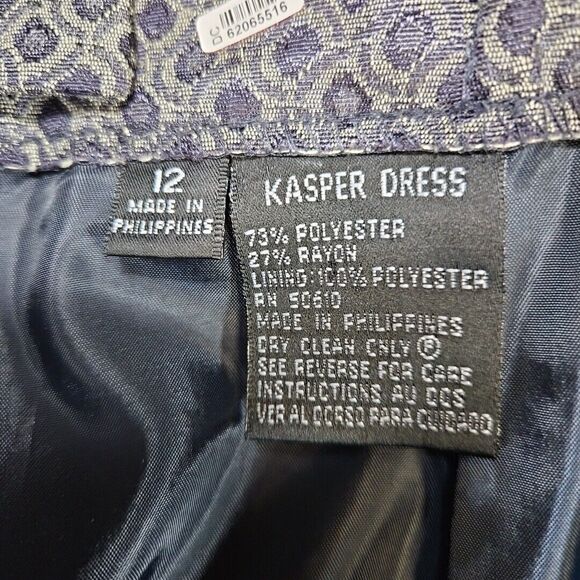 DC
62065516
12
MADE IN
PHILIPPINES
KASPER DRESS
73% POLYESTER
27% RAYON
LINING:100% POLYESTER
RN 50610
MADE IN PHILIPPINES
DRY CLEAN ONLY Ⓟ
SEE REVERSE FOR CARE
INSTRUCTIONS AU DOS
VER AL DORSO PARA CUIDADO